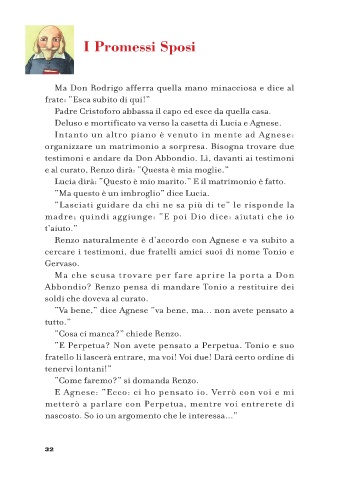 I Promessi Sposi
Ma Don Rodrigo afferra quella mano minacciosa e dice al
frate: "Esca subito di qui!"
Padre Cristoforo abbassa il capo ed esce da quella casa.
Deluso e mortificato va verso la casetta di Lucia e Agnese.
Intanto un altro piano è venuto in mente ad Agnese:
organizzare un matrimonio a sorpresa. Bisogna trovare due
testimoni e andare da Don Abbondio. Lì, davanti ai testimoni
e al curato, Renzo dirà: "Questa è mia moglie."
Lucia dirà: "Questo è mio marito." E il matrimonio è fatto.
"Ma questo è un imbroglio" dice Lucia.
"Lasciati guidare da chi ne sa più di te" le risponde la
madre; quindi aggiunge: "E poi Dio dice: aiutati che io
t'aiuto."
Renzo naturalmente è d'accordo con Agnese e va subito a
cercare i testimoni, due fratelli amici suoi di nome Tonio e
Gervaso.
Ma che scusa trovare per fare aprire la porta a Don
Abbondio? Renzo pensa di mandare Tonio a restituire dei
soldi che doveva al curato.
"Va bene," dice Agnese "va bene, ma... non avete pensato a
tutto."
"Cosa ci manca?" chiede Renzo.
"E Perpetua? Non avete pensato a Perpetua. Tonio e suo
fratello li lascerà entrare, ma voi! Voi due! Darà certo ordine di
tenervi lontani!"
"Come faremo?" si domanda Renzo.
E Agnese: "Ecco: ci ho pensato io. Verrò con voi e mi
metterò a parlare con Perpetua, mentre voi entrerete di
nascosto. So io un argomento che le interessa..."
32